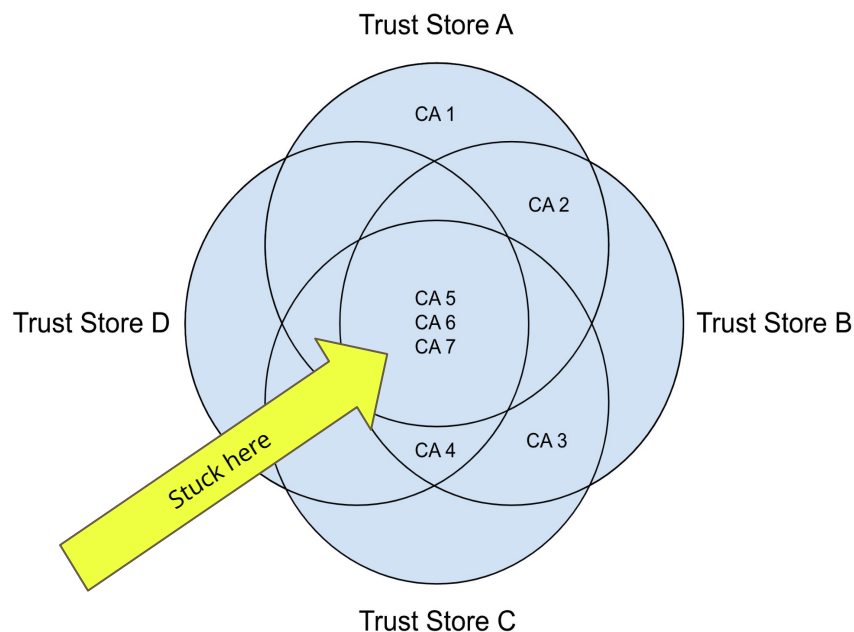 Trust Store A
CA 1
CA 2
Trust Store D
CA 5
CA 6
CA 7
Trust Store B
Stuck here
CA 4
CA 3
Trust Store C